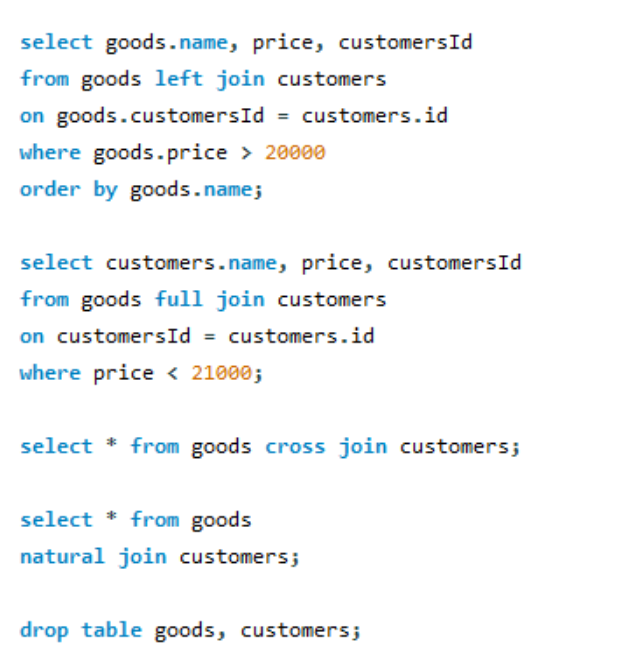 select goods.name, price, customersId
from goods left join customers
on goods.customersId = customers.id
where goods.price > 20000
order by goods.name;

select customers.name, price, customersId
from goods full join customers
on customersId = customers.id
where price < 21000;

select * from goods cross join customers;

select * from goods
natural join customers;

drop table goods, customers;